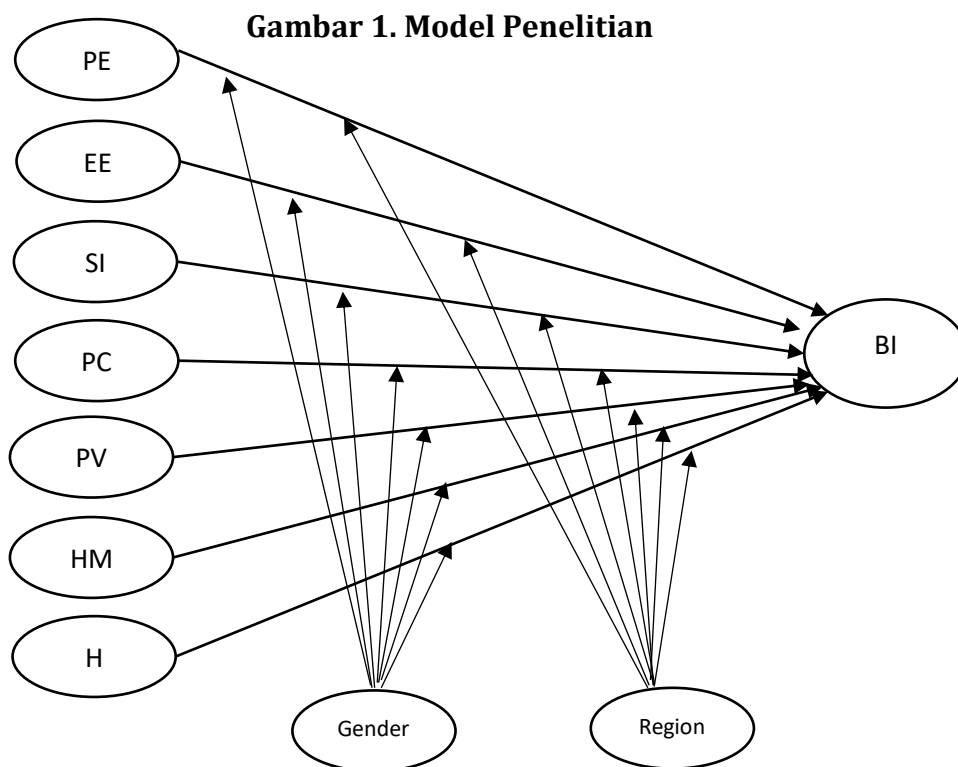 Gambar 1. Model Penelitian
PE
EE
SI
PC
PV
HM
H
BI
Gender
Region